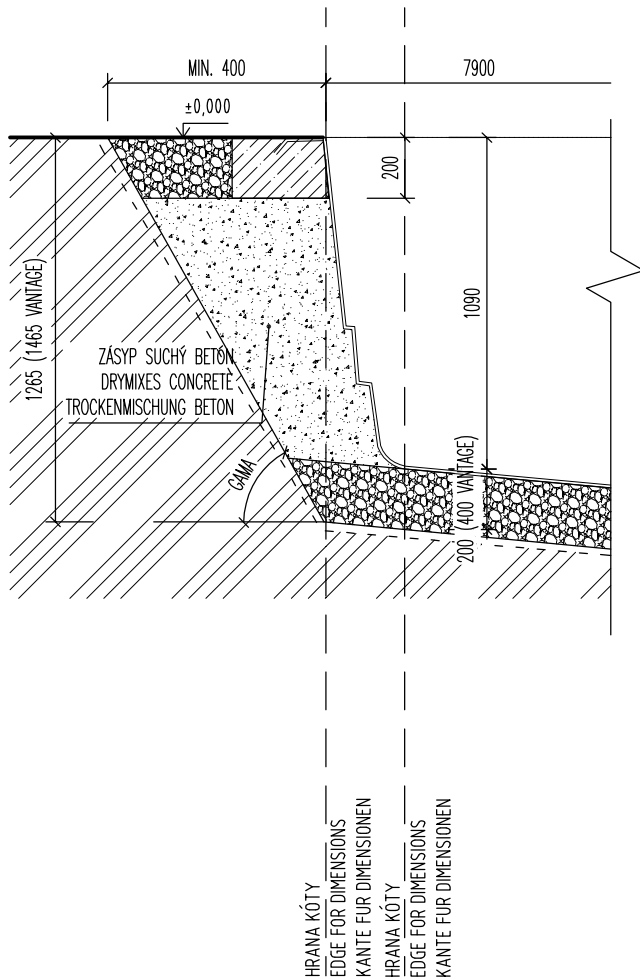 MIN. 400
7900
±0,000
200
1265 (1465 VANTAGE)
1090
ZÁSYP SUCHÝ BETÓN
DRYMIXES CONCRETE
TROCKENMISCHUNG BETON
GAMA
200 (400 VANTAGE)
HRANA KÓTY
EDGE FOR DIMENSIONS
KANTE FUR DIMENSIONEN
HRANA KÓTY
EDGE FOR DIMENSIONS
KANTE FUR DIMENSIONEN